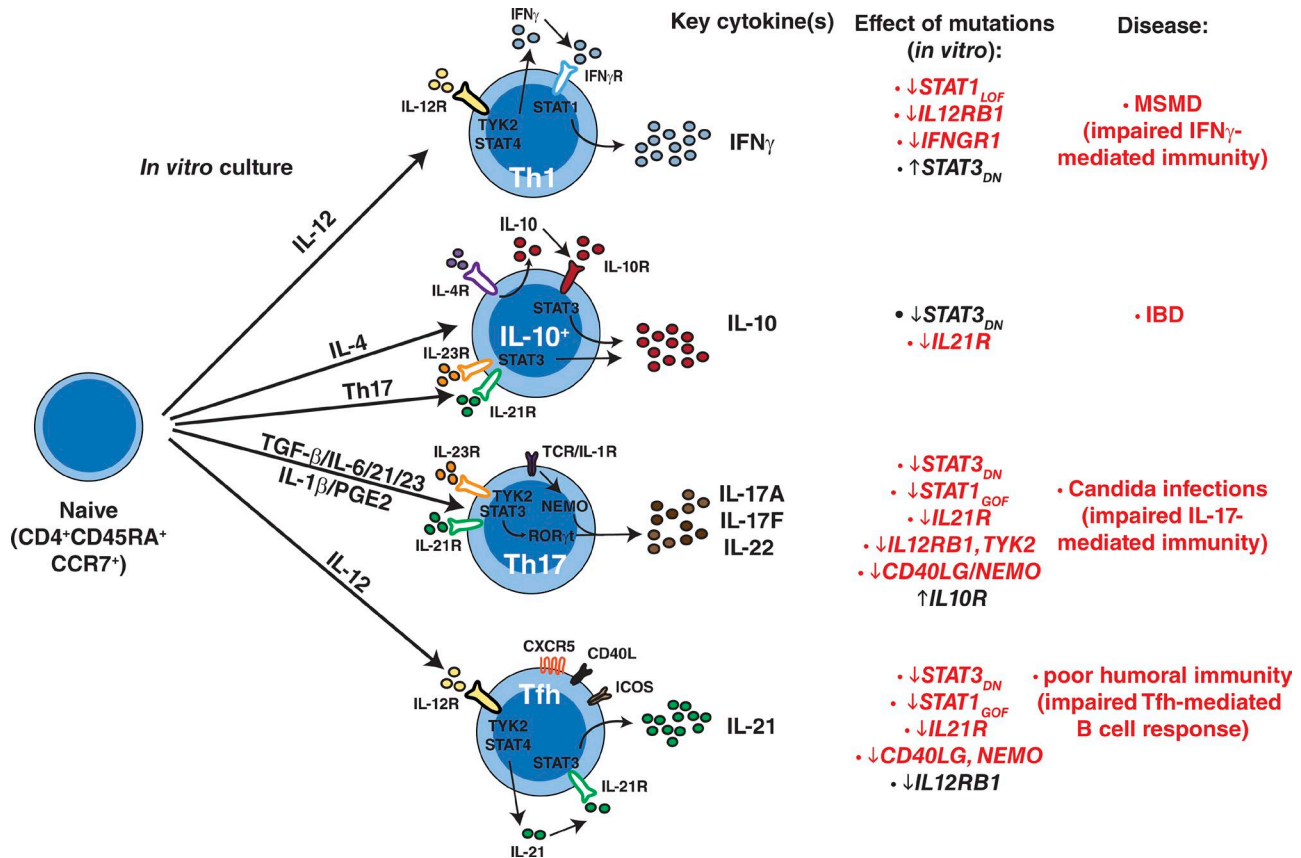 Key cytokine(s)
Effect of mutations
(in vitro):
Disease:
In vitro culture
IL-12
IL-4
Th17
TGF-β/IL-6/21/23
IL-1β/PGE2
IL-12
Naive
(CD4⁺CD45RA⁺
CCR7⁺)
IFNγ
IL-12R
IFNγR
TYK2
STAT4
STAT1
Th1
IFNγ
• ↓STAT1LOF
• ↓IL12RB1
• ↓IFNGR1
• ↑STAT3DN
• MSMD
(impaired IFNγ-
mediated immunity)
IL-10
IL-4R
IL-10R
STAT3
IL-10⁺
IL-23R
STAT3
IL-21R
IL-10
• ↓STAT3DN
• ↓IL21R
• IBD
IL-23R
TCR/IL-1R
TYK2
STAT3
NEMO
IL-21R
RORγt
Th17
IL-17A
IL-17F
IL-22
• ↓STAT3DN
• ↓STAT1GOF
• ↓IL21R
• ↓IL12RB1, TYK2
• ↓CD40LG/NEMO
↑IL10R
• Candida infections
(impaired IL-17-
mediated immunity)
CXCR5
CD40L
ICOS
IL-12R
Tfh
TYK2
STAT4
STAT3
IL-21R
IL-21
IL-21
• ↓STAT3DN
• ↓STAT1GOF
• ↓IL21R
• ↓CD40LG, NEMO
• ↓IL12RB1
• poor humoral immunity
(impaired Tfh-mediated
B cell response)